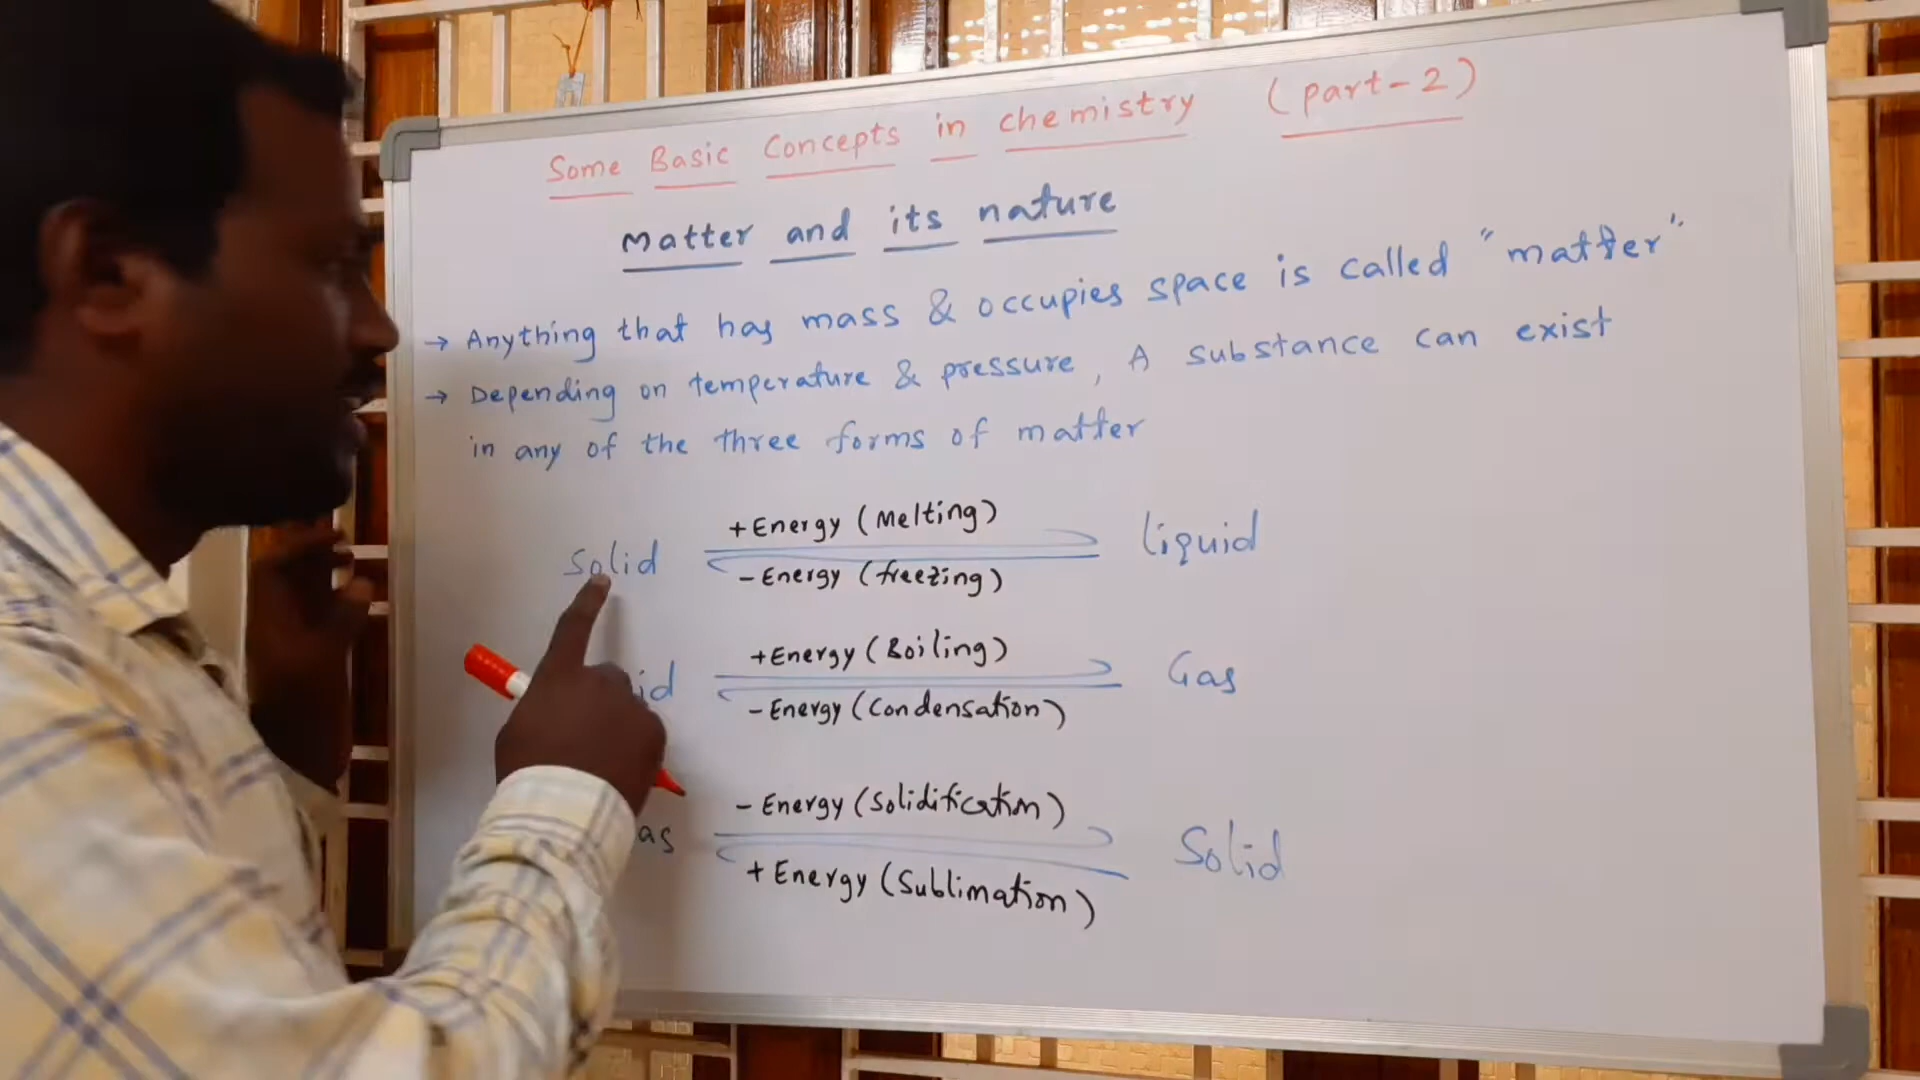 Some Basic Concepts in chemistry (part-2)
Matter and its nature
→ Anything that has mass & occupies space is called "matter"
→ Depending on temperature & pressure, A substance can exist
in any of the three forms of matter
+Energy (Melting)
Solid liquid
- Energy (freezing)
+Energy (Boiling)
id Gas
- Energy (Condensation)
- Energy (Solidification)
as Solid
+ Energy (Sublimation)